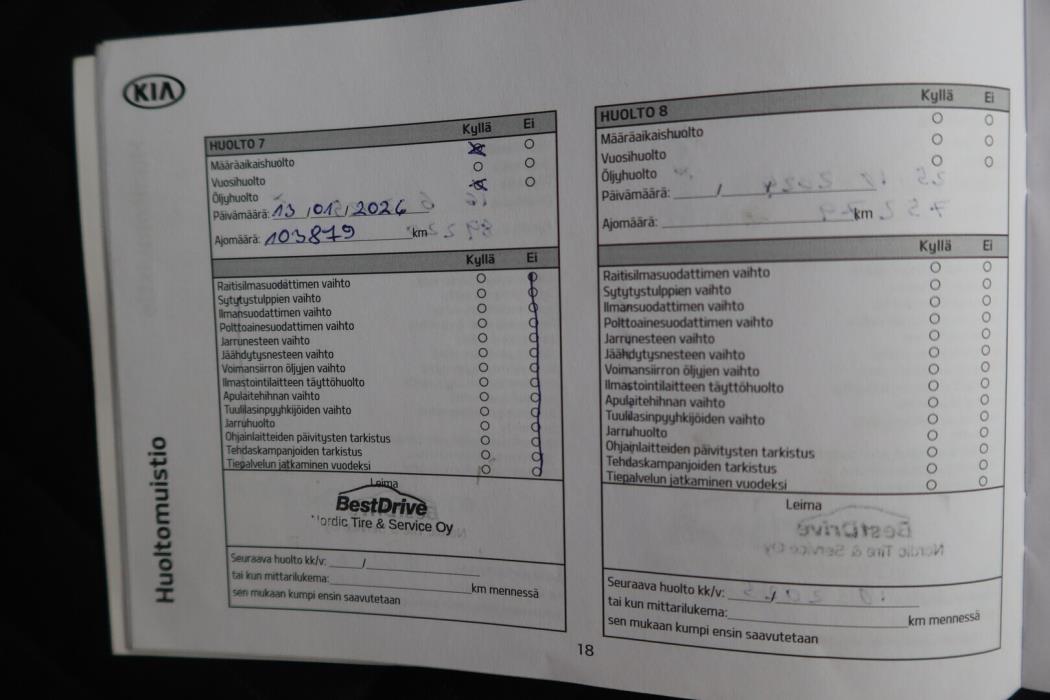 KIA
Huoltomuistio
HUOLTO 7 Kyllä Ei
Määräaikaishuolto
Vuosihuolto
Öljyhuolto
Päivämäärä: 13 / 01 / 2026
Ajomäärä: 103879 km
Kyllä Ei
Raitisilmasuodattimen vaihto
Sytytystulppien vaihto
Ilmansuodattimen vaihto
Polttoainesuodattimen vaihto
Jarrunesteen vaihto
Jäähdytysnesteen vaihto
Voimansiirron öljyjen vaihto
Ilmastointilaitteen täyttöhuolto
Apulaitehihnan vaihto
Tuulilasinpyyhkijöiden vaihto
Jarruhuolto
Ohjainlaitteiden päivitysten tarkistus
Tehdaskampanjoiden tarkistus
Tiepalvelun jatkaminen vuodeksi
Leima
BestDrive
Nordic Tire & Service Oy
Seuraava huolto kk/v: /
tai kun mittarilukema: km mennessä
sen mukaan kumpi ensin saavutetaan
HUOLTO 8 Kyllä Ei
Määräaikaishuolto
Vuosihuolto
Öljyhuolto
Päivämäärä: / /
Ajomäärä: km
Kyllä Ei
Raitisilmasuodattimen vaihto
Sytytystulppien vaihto
Ilmansuodattimen vaihto
Polttoainesuodattimen vaihto
Jarrunesteen vaihto
Jäähdytysnesteen vaihto
Voimansiirron öljyjen vaihto
Ilmastointilaitteen täyttöhuolto
Apulaitehihnan vaihto
Tuulilasinpyyhkijöiden vaihto
Jarruhuolto
Ohjainlaitteiden päivitysten tarkistus
Tehdaskampanjoiden tarkistus
Tiepalvelun jatkaminen vuodeksi
Leima
Seuraava huolto kk/v: /
tai kun mittarilukema: km mennessä
sen mukaan kumpi ensin saavutetaan
18